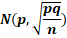 N(p, √(pq/n))